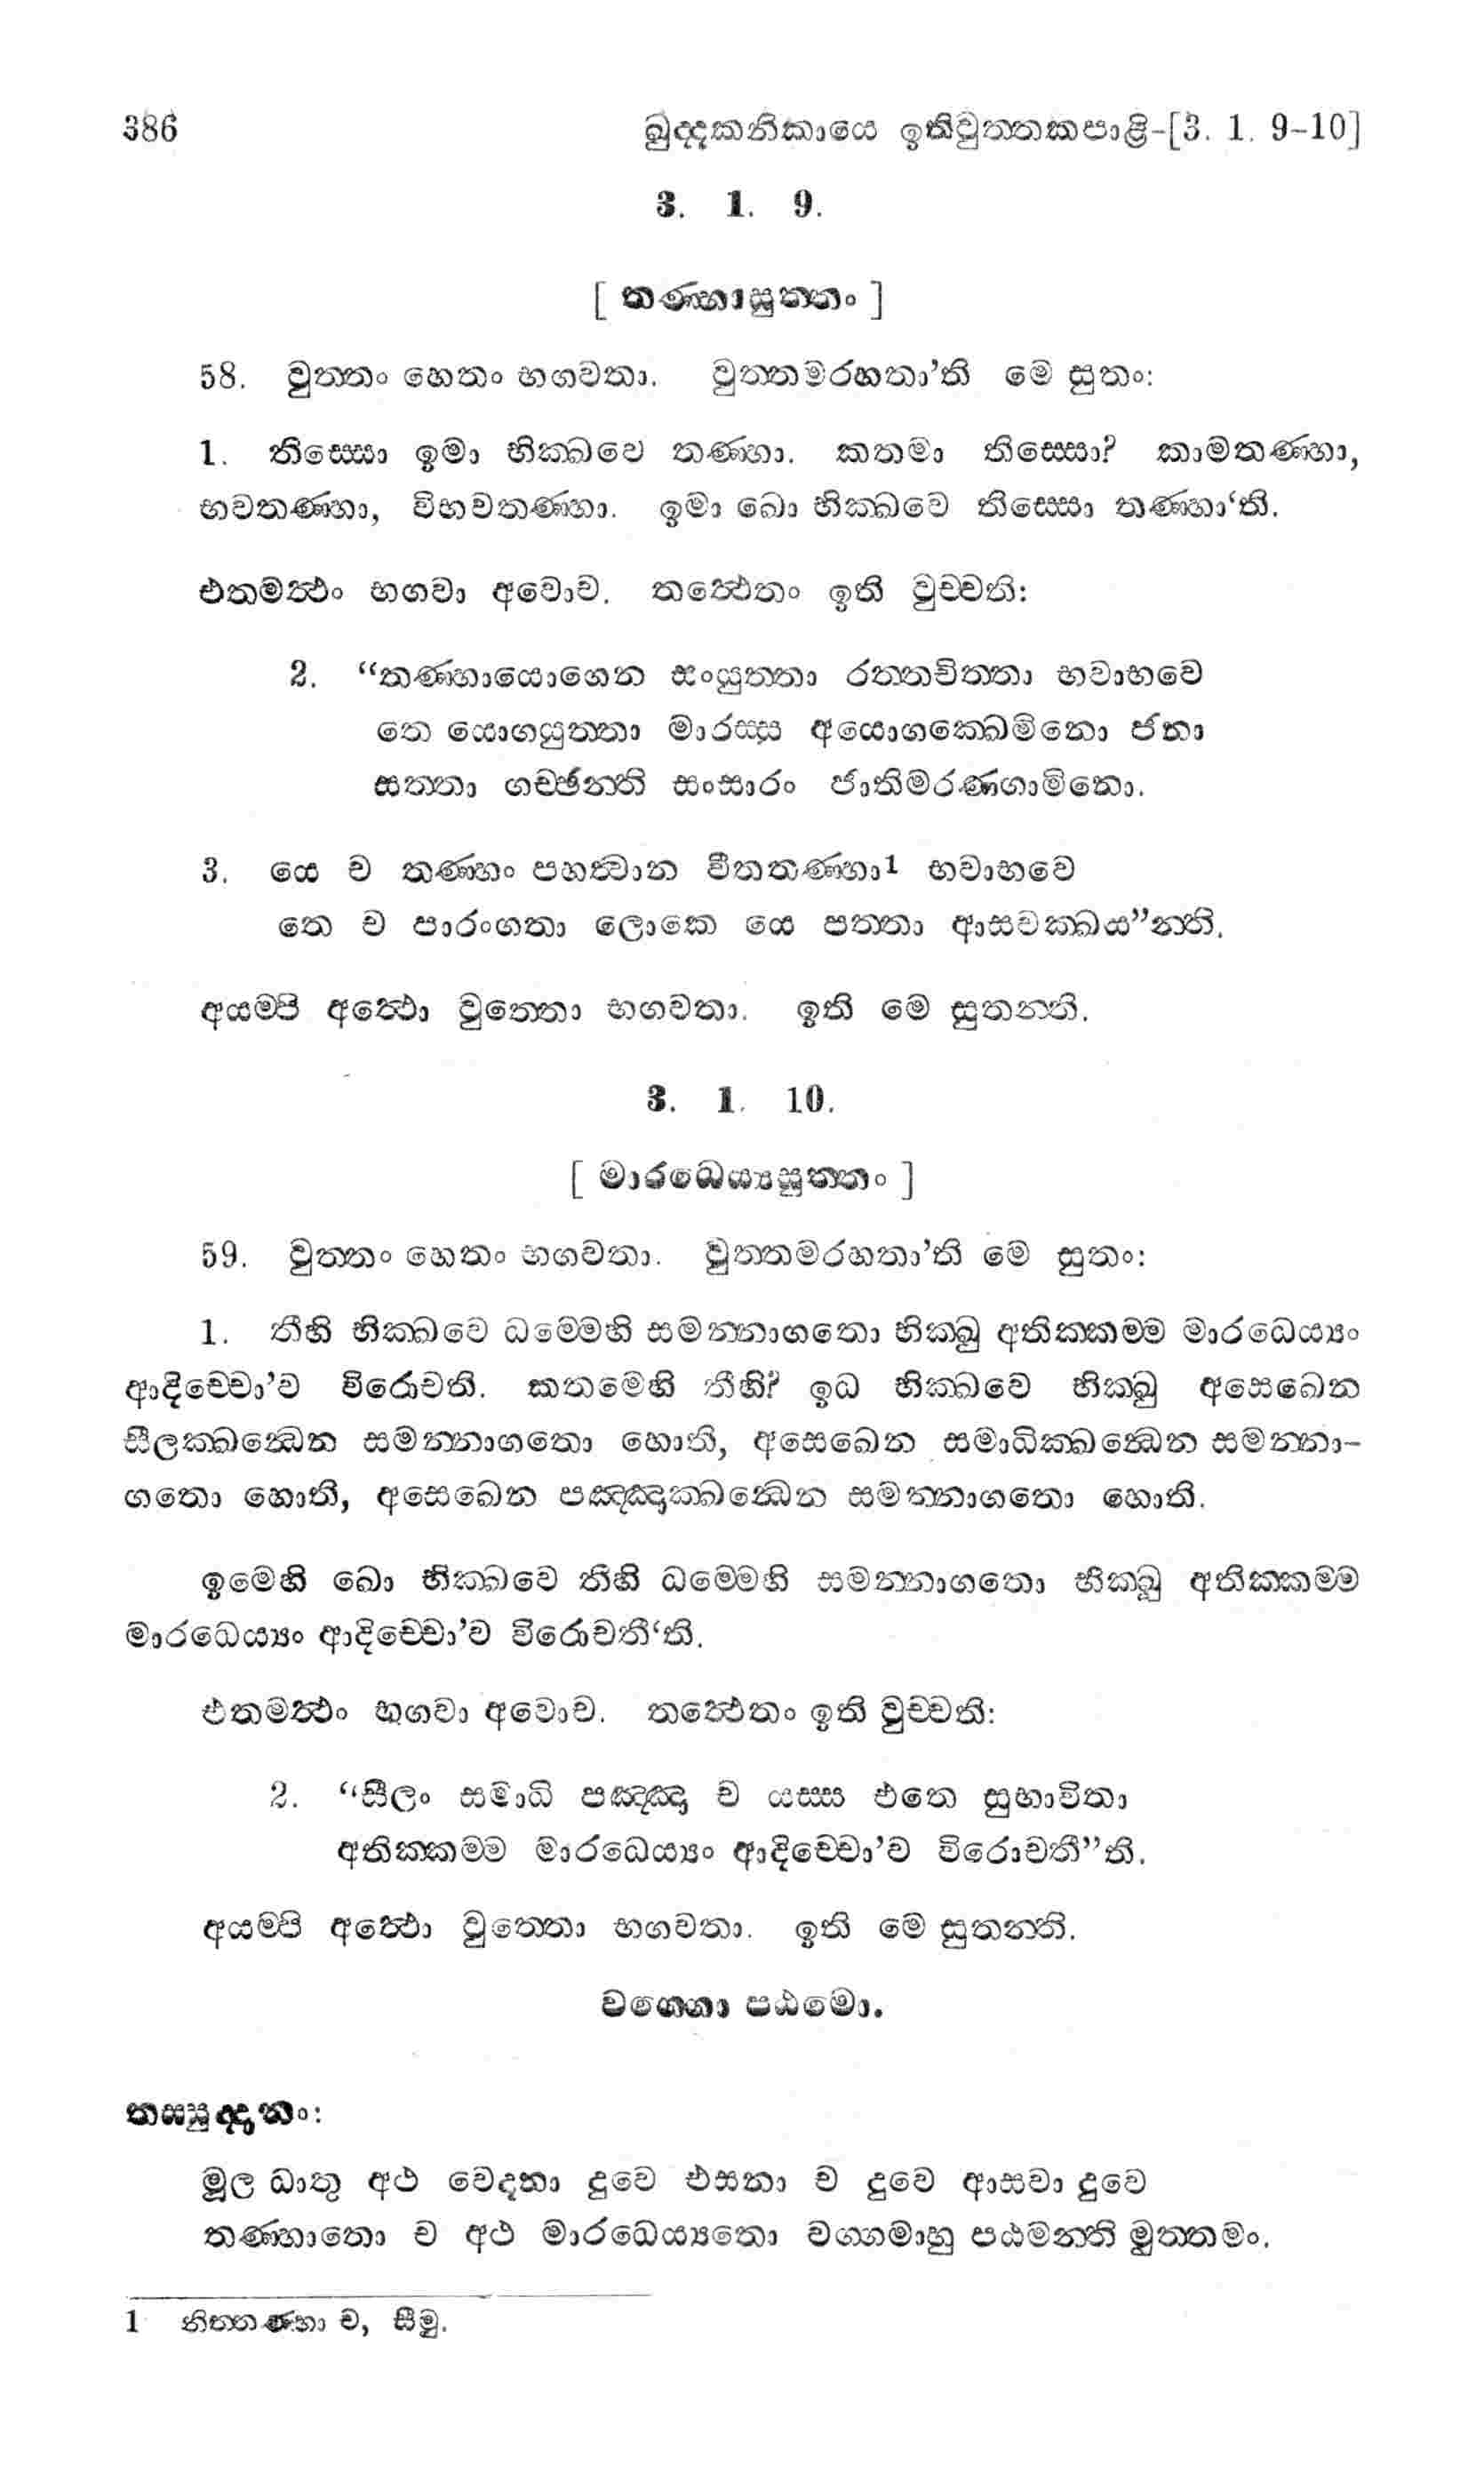 386 ඛුද්දකනිකායෙ ඉතිවුත්තකපාළි-[3. 1. 9-10]
3. 1. 9.
[ තණ්හාසුත්තං ]
58. වුත්තං හෙතං භගවතා. වුත්තමරහතා’ති මෙ සුතං:
1. තිස්සො ඉමා භික්ඛවෙ තණ්හා. කතමා තිස්සො? කාමතණ්හා,
භවතණ්හා, විභවතණ්හා. ඉමා ඛො භික්ඛවෙ තිස්සො තණ්හා‘ති.
එතමත්ථං භගවා අවොච. තත්ථෙතං ඉති වුච්චති:
2. “තණ්හායොගෙන සංයුත්තා රත්තචිත්තා භවාභවෙ
තෙ යොගයුත්තා මාරස්ස අයොගක්ඛෙමිනො ජනා
සත්තා ගච්ඡන්ති සංසාරං ජාතිමරණගාමිනො.
3. යෙ ච තණ්හං පහත්වාන වීතතණ්හා1 භවාභවෙ
තෙ ච පාරංගතා ලොකෙ යෙ පත්තා ආසවක්ඛය”න්ති.
අයම්පි අත්ථො වුත්තො භගවතා. ඉති මෙ සුතන්ති.
3. 1. 10.
[ මාරධෙය්‍යසුත්තං ]
59. වුත්තං හෙතං භගවතා. වුත්තමරහතා’ති මෙ සුතං:
1. තීහි භික්ඛවෙ ධම්මෙහි සමන්නාගතො භික්ඛු අතික්කම්ම මාරධෙය්‍යං
ආදිච්චො’ව විරොචති. කතමෙහි තීහි? ඉධ භික්ඛවෙ භික්ඛු අසෙඛෙන
සීලක්ඛන්ධෙන සමන්නාගතො හොති, අසෙඛෙන සමාධික්ඛන්ධෙන සමන්නා-
ගතො හොති, අසෙඛෙන පඤ්ඤාක්ඛන්ධෙන සමන්නාගතො හොති.
ඉමෙහි ඛො භික්ඛවෙ තීහි ධම්මෙහි සමන්නාගතො භික්ඛු අතික්කම්ම
මාරධෙය්‍යං ආදිච්චො’ව විරොචතී‘ති.
එතමත්ථං භගවා අවොච. තත්ථෙතං ඉති වුච්චති:
2. “සීලං සමාධි පඤ්ඤා ච යස්ස එතෙ සුභාවිතා
අතික්කම්ම මාරධෙය්‍යං ආදිච්චො’ව විරොචතී”ති.
අයම්පි අත්ථො වුත්තො භගවතා. ඉති මෙ සුතන්ති.
වග්ගො පඨමො.
තස්සුද්දානං:
මූල ධාතු අථ වෙදනා දුවෙ එසනා ච දුවෙ ආසවා දුවෙ
තණ්හාතො ච අථ මාරධෙය්‍යතො වග්ගමාහු පඨමන්ති මුත්තමං.
1 නිත්තණ්හා ච, සීමු.